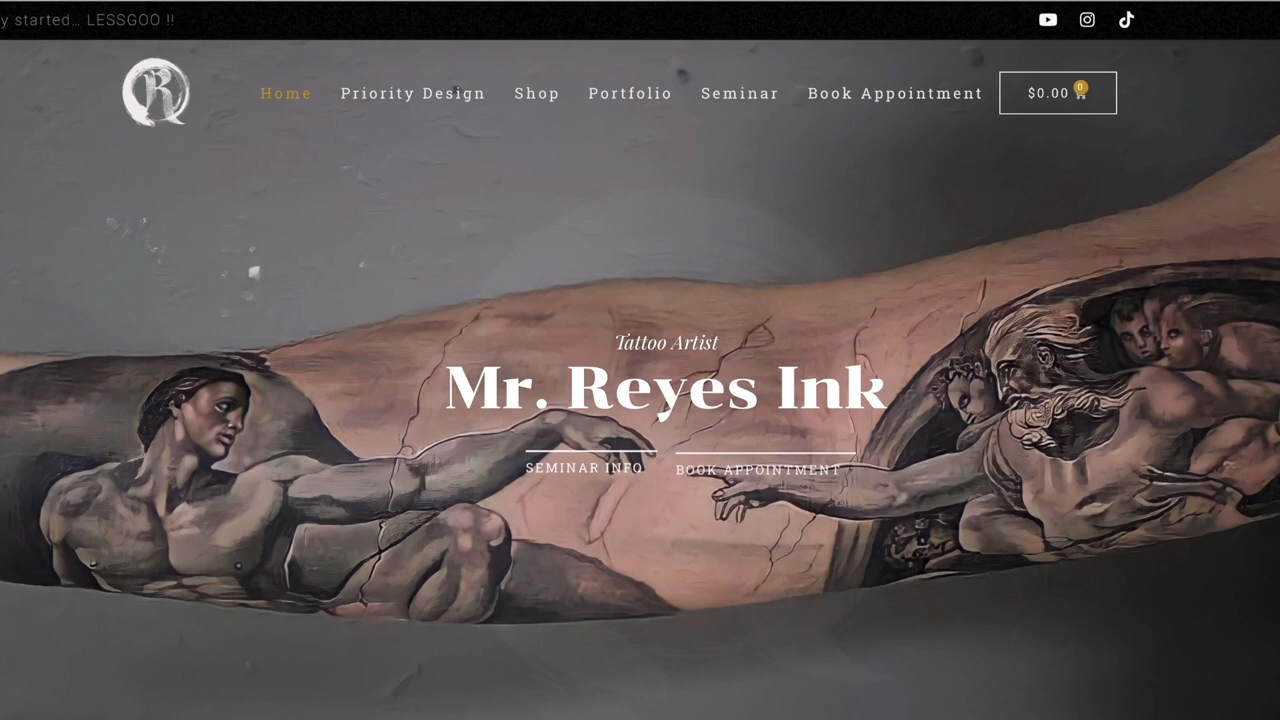 y started… LESSGOO !!
R
Home Priority Design Shop Portfolio Seminar Book Appointment $0.00 0
Tattoo Artist
Mr. Reyes Ink
SEMINAR INFO BOOK APPOINTMENT